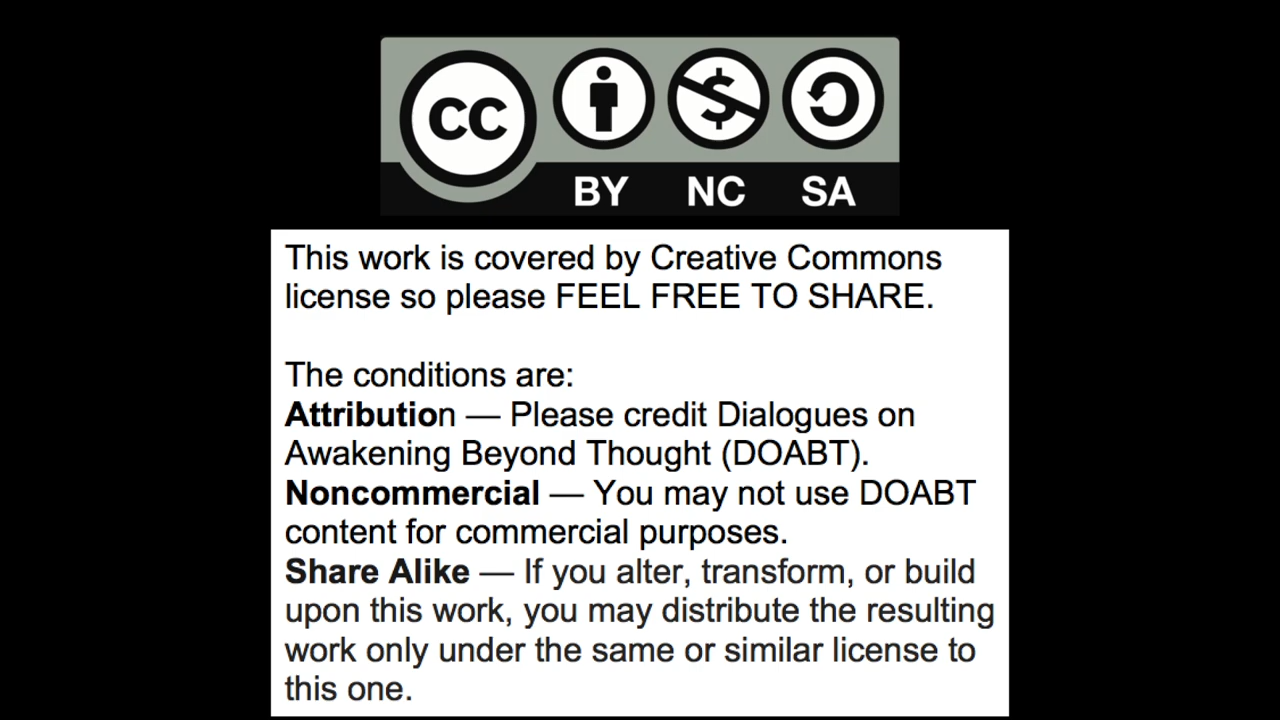 CC
BY NC SA
This work is covered by Creative Commons
license so please FEEL FREE TO SHARE.
The conditions are:
Attribution — Please credit Dialogues on
Awakening Beyond Thought (DOABT).
Noncommercial — You may not use DOABT
content for commercial purposes.
Share Alike — If you alter, transform, or build
upon this work, you may distribute the resulting
work only under the same or similar license to
this one.